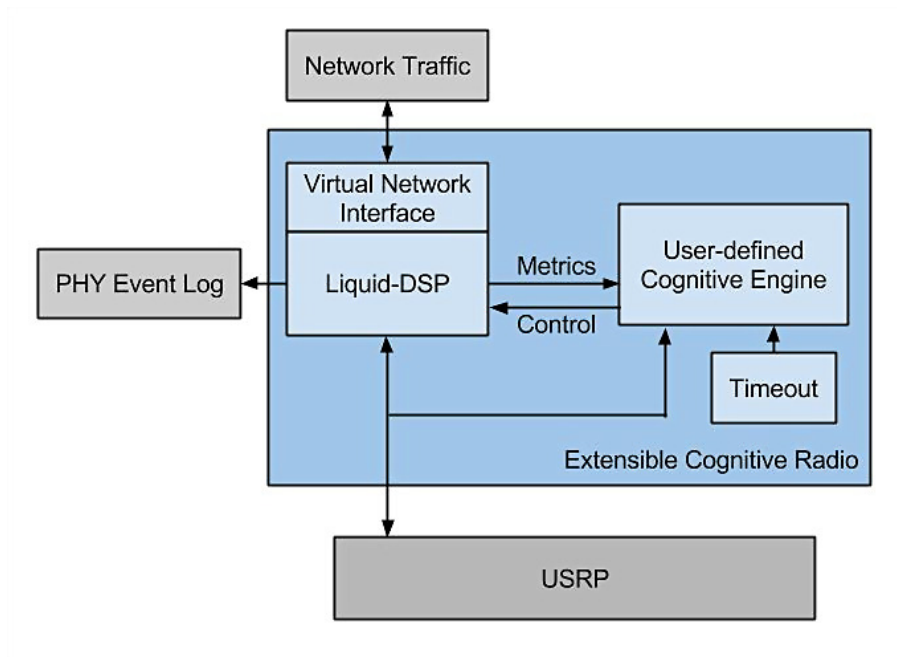 Network Traffic
Virtual Network
Interface
User-defined
Cognitive Engine
PHY Event Log
Liquid-DSP
Metrics
Control
Timeout
Extensible Cognitive Radio
USRP